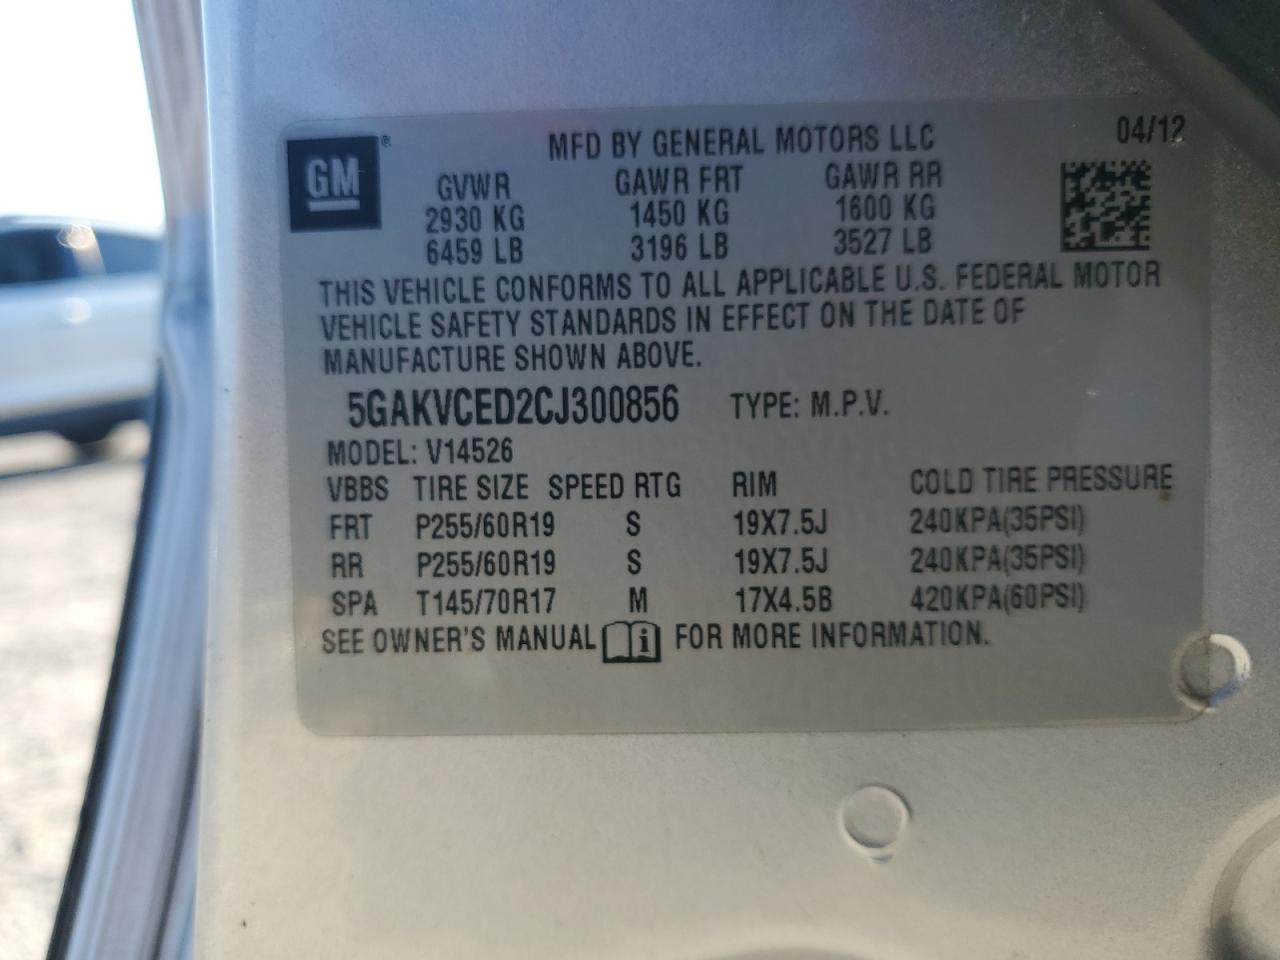 GM®
MFD BY GENERAL MOTORS LLC 04/12
GVWR GAWR FRT GAWR RR
2930 KG 1450 KG 1600 KG
6459 LB 3196 LB 3527 LB
THIS VEHICLE CONFORMS TO ALL APPLICABLE U.S. FEDERAL MOTOR
VEHICLE SAFETY STANDARDS IN EFFECT ON THE DATE OF
MANUFACTURE SHOWN ABOVE.
5GAKVCED2CJ300856 TYPE: M.P.V.
MODEL: V14526
VBBS TIRE SIZE SPEED RTG RIM COLD TIRE PRESSURE
FRT P255/60R19 S 19X7.5J 240KPA(35PSI)
RR P255/60R19 S 19X7.5J 240KPA(35PSI)
SPA T145/70R17 M 17X4.5B 420KPA(60PSI)
SEE OWNER'S MANUAL i FOR MORE INFORMATION.